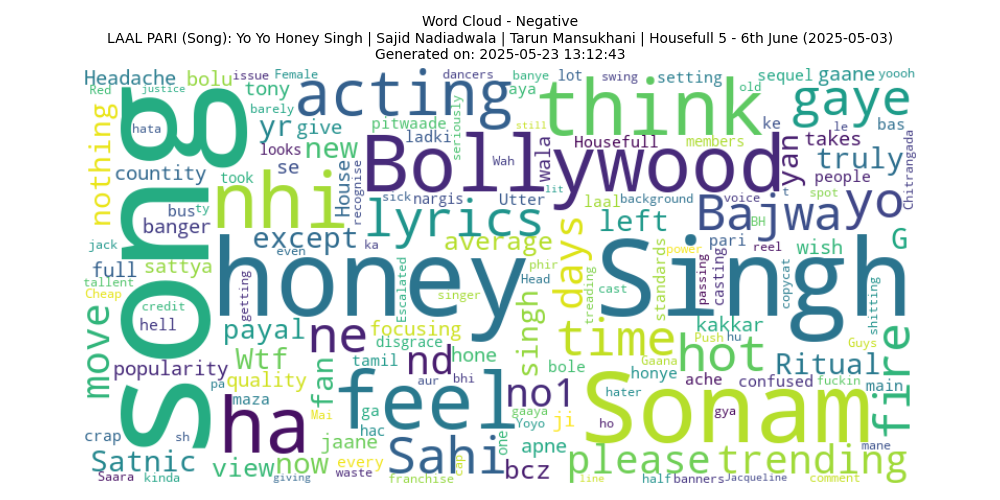 Word Cloud - Negative
LAAL PARI (Song): Yo Yo Honey Singh | Sajid Nadiadwala | Tarun Mansukhani | Housefull 5 - 6th June (2025-05-03)
Generated on: 2025-05-23 13:12:43
Headache bolu issue Female dancers banye lot swing setting sequel gaane yoooh
Red justice tony acting aya think old gaye
nothing barely seriously
hata yr give pitwaade still ke le bas
looks new ladki Wah Bollywood wala Housefull members yan takes truly Chitrangada
countity took se House recognise sick nargis Utter lit laal background voice t spot people
song nhi lyrics left Bajwa yo
bus ty banger except average days BH reel
jack even ka phir pari wish G
full sattya honey Singh power standards passing casting copycat
tallent getting Escalated Head treading cast
Cheap credit singer shitting
hell payal ne focusing singh time kakkar fire
move disgrace Push hu Guys
popularity Wtf tamil nd hone hot Gaana Ritual
pa quality fan aur bhi bole honye ache confused fuckin main
maza feel no1 Sonam hater
ha Mai ga gaaya Yoyo ji ho gya
crap sh hac jaane Sahi one apne mane
Satnic view now every cap bcz please trending
Saara kinda giving waste franchise line half banners Jacqueline comment